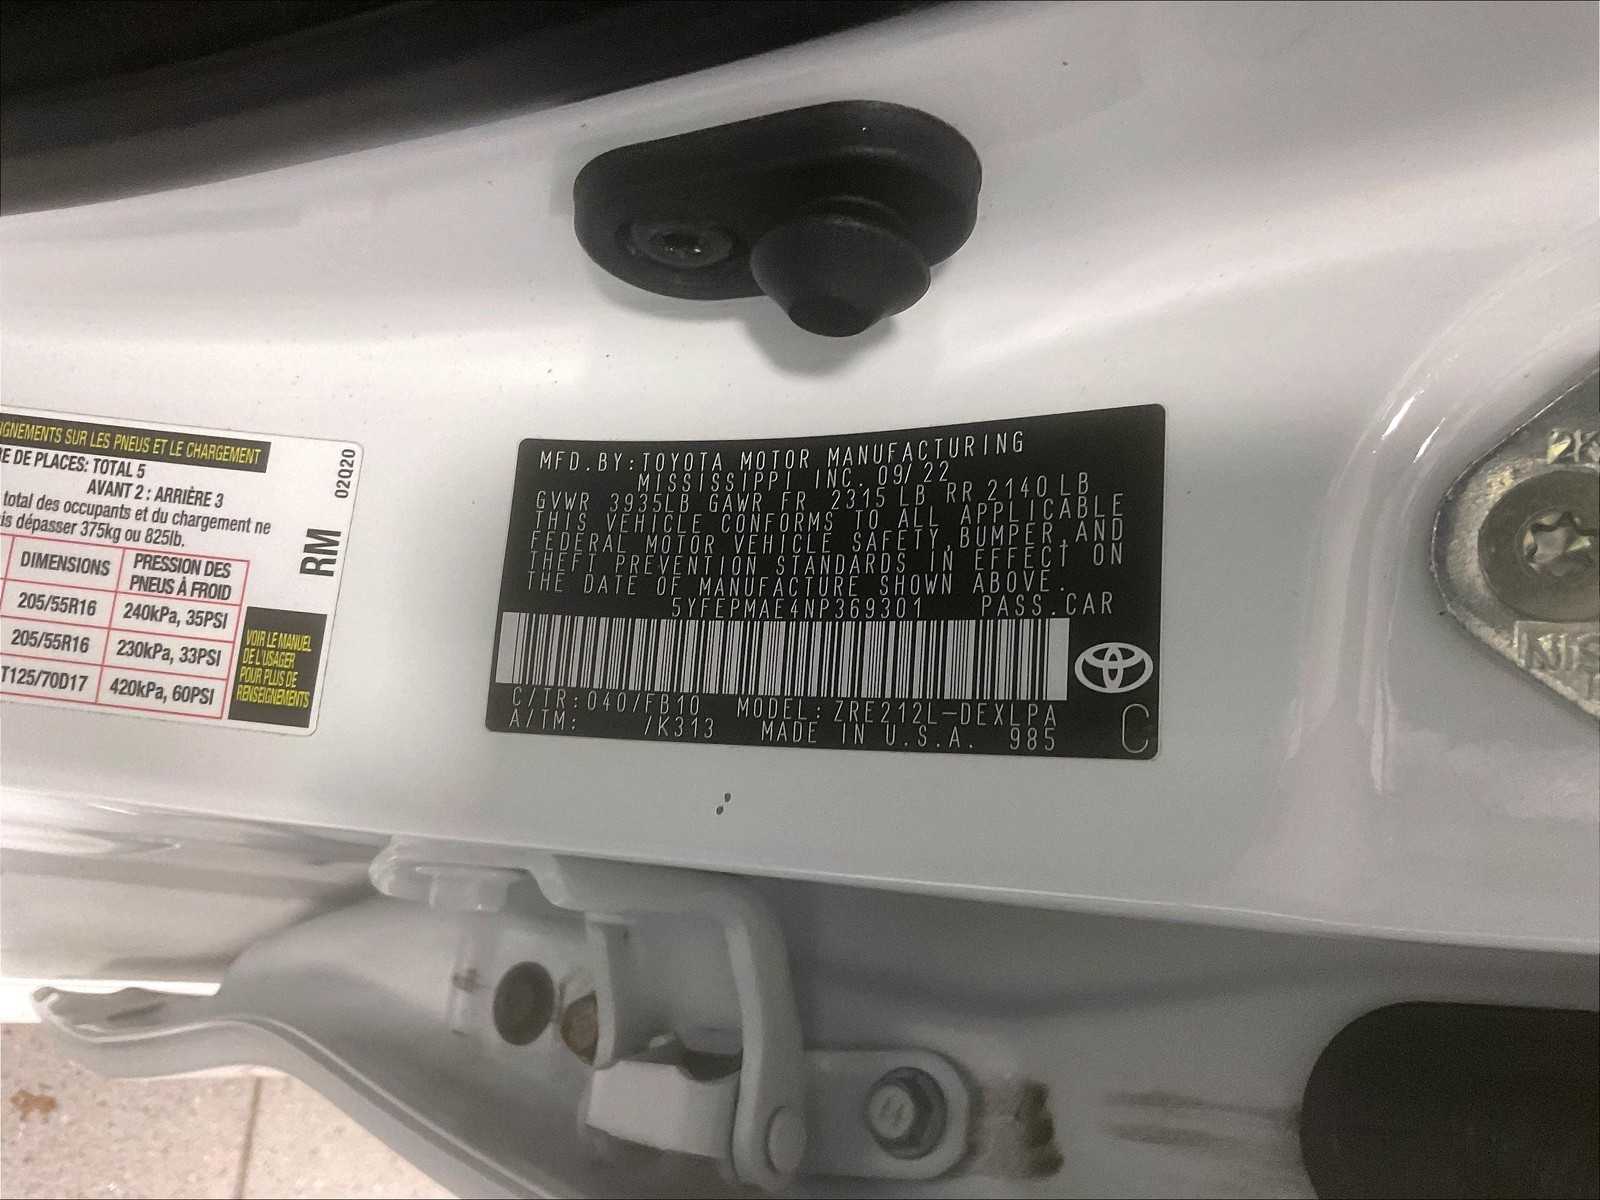 GNEMENTS SUR LES PNEUS ET LE CHARGEMENT
RE DE PLACES: TOTAL 5
AVANT 2 : ARRIÈRE 3
total des occupants et du chargement ne
is dépasser 375kg ou 825lb.
DIMENSIONS PRESSION DES PNEUS À FROID
205/55R16 240kPa, 35PSI
205/55R16 230kPa, 33PSI
T125/70D17 420kPa, 60PSI
VOIR LE MANUEL
DE L'USAGER
POUR PLUS DE
RENSEIGNEMENTS
RM
02Q20
MFD.BY:TOYOTA MOTOR MANUFACTURING
MISSISSIPPI INC. 09/22
GVWR 3935LB GAWR FR 2315 LB RR 2140 LB
THIS VEHICLE CONFORMS TO ALL APPLICABLE
FEDERAL MOTOR VEHICLE SAFETY,BUMPER,AND
THEFT PREVENTION STANDARDS IN EFFECT ON
THE DATE OF MANUFACTURE SHOWN ABOVE.
5YFEPMAE4NP369301 PASS.CAR
C/TR:040/FB10 MODEL:ZRE212L-DEXLPA
A/TM: /K313 MADE IN U.S.A. 985
C